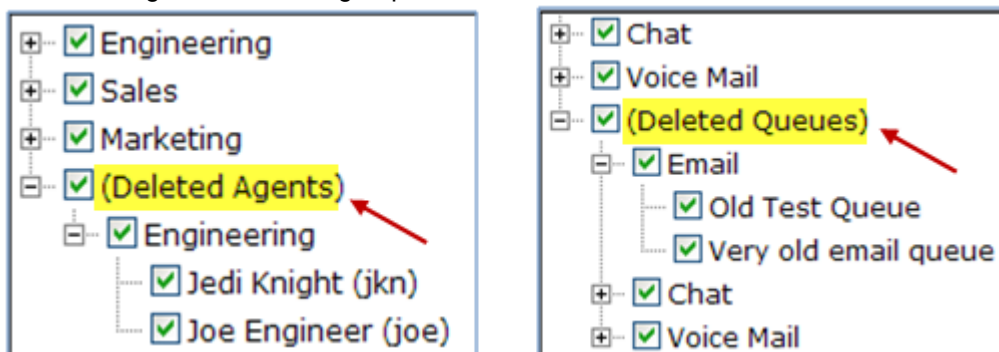 Engineering
Sales
Marketing
(Deleted Agents)
Engineering
Jedi Knight (jkn)
Joe Engineer (joe)
Chat
Voice Mail
(Deleted Queues)
Email
Old Test Queue
Very old email queue
Chat
Voice Mail